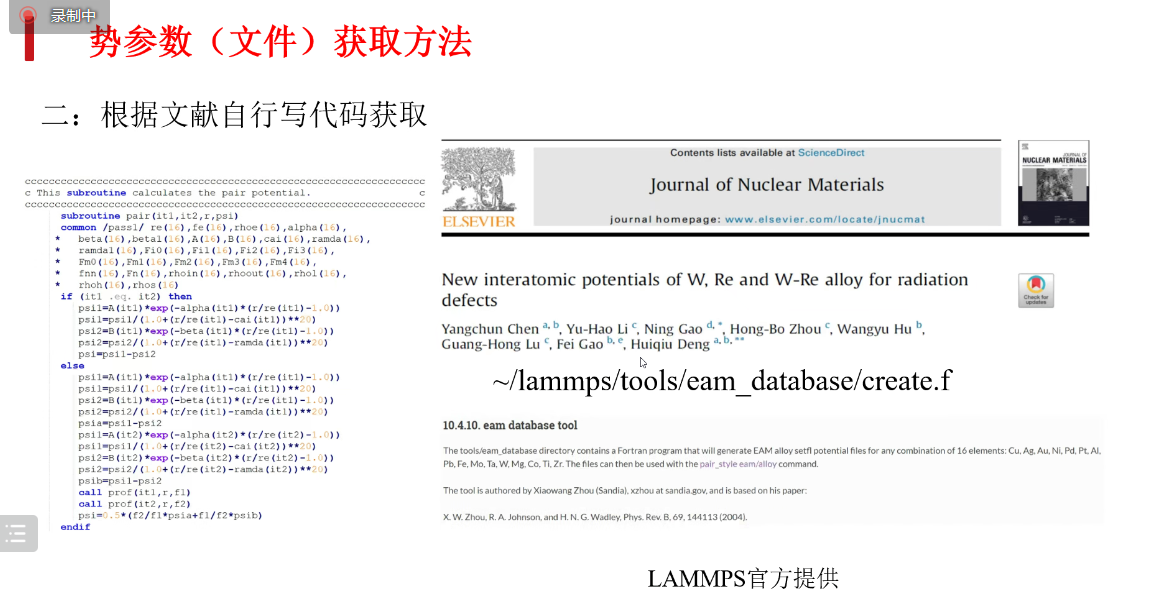 录制中
势参数（文件）获取方法
二：根据文献自行写代码获取
cccccccccccccccccccccccccccccccccccccccccccccccccccccccccccccccccc
c This subroutine calculates the pair potential. c
cccccccccccccccccccccccccccccccccccccccccccccccccccccccccccccccccc
subroutine pair(it1,it2,r,psi)
common /pass1/ re(16),fe(16),rhoe(16),alpha(16),
* beta(16),beta1(16),A(16),B(16),cai(16),ramda(16),
* ramda1(16),Fi0(16),Fi1(16),Fi2(16),Fi3(16),
* Fm0(16),Fm1(16),Fm2(16),Fm3(16),Fm4(16),
* fnn(16),Fn(16),rhoin(16),rhoout(16),rhol(16),
* rhoh(16),rhos(16)
if (it1 .eq. it2) then
psi1=A(it1)*exp(-alpha(it1)*(r/re(it1)-1.0))
psi1=psi1/(1.0+(r/re(it1)-cai(it1))**20)
psi2=B(it1)*exp(-beta(it1)*(r/re(it1)-1.0))
psi2=psi2/(1.0+(r/re(it1)-ramda(it1))**20)
psi=psi1-psi2
else
psi1=A(it1)*exp(-alpha(it1)*(r/re(it1)-1.0))
psi1=psi1/(1.0+(r/re(it1)-cai(it1))**20)
psi2=B(it1)*exp(-beta(it1)*(r/re(it1)-1.0))
psi2=psi2/(1.0+(r/re(it1)-ramda(it1))**20)
psia=psi1-psi2
psi1=A(it2)*exp(-alpha(it2)*(r/re(it2)-1.0))
psi1=psi1/(1.0+(r/re(it2)-cai(it2))**20)
psi2=B(it2)*exp(-beta(it2)*(r/re(it2)-1.0))
psi2=psi2/(1.0+(r/re(it2)-ramda(it2))**20)
psib=psi1-psi2
call prof(it1,r,f1)
call prof(it2,r,f2)
psi=0.5*(f2/f1*psia+f1/f2*psib)
endif
Contents lists available at ScienceDirect
Journal of Nuclear Materials
journal homepage: www.elsevier.com/locate/jnucmat
ELSEVIER
JOURNAL OF
NUCLEAR MATERIALS
New interatomic potentials of W, Re and W-Re alloy for radiation
defects
Check for
updates
Yangchun Chen a, b, Yu-Hao Li c, Ning Gao d, *, Hong-Bo Zhou c, Wangyu Hu b,
Guang-Hong Lu c, Fei Gao b, e, Huiqiu Deng a, b, **
~/lammps/tools/eam_database/create.f
10.4.10. eam database tool
The tools/eam_database directory contains a Fortran program that will generate EAM alloy setfl potential files for any combination of 16 elements: Cu, Ag, Au, Ni, Pd, Pt, Al,
Pb, Fe, Mo, Ta, W, Mg, Co, Ti, Zr. The files can then be used with the pair_style eam/alloy command.
The tool is authored by Xiaowang Zhou (Sandia), xzhou at sandia.gov, and is based on his paper:
X. W. Zhou, R. A. Johnson, and H. N. G. Wadley, Phys. Rev. B, 69, 144113 (2004).
LAMMPS官方提供